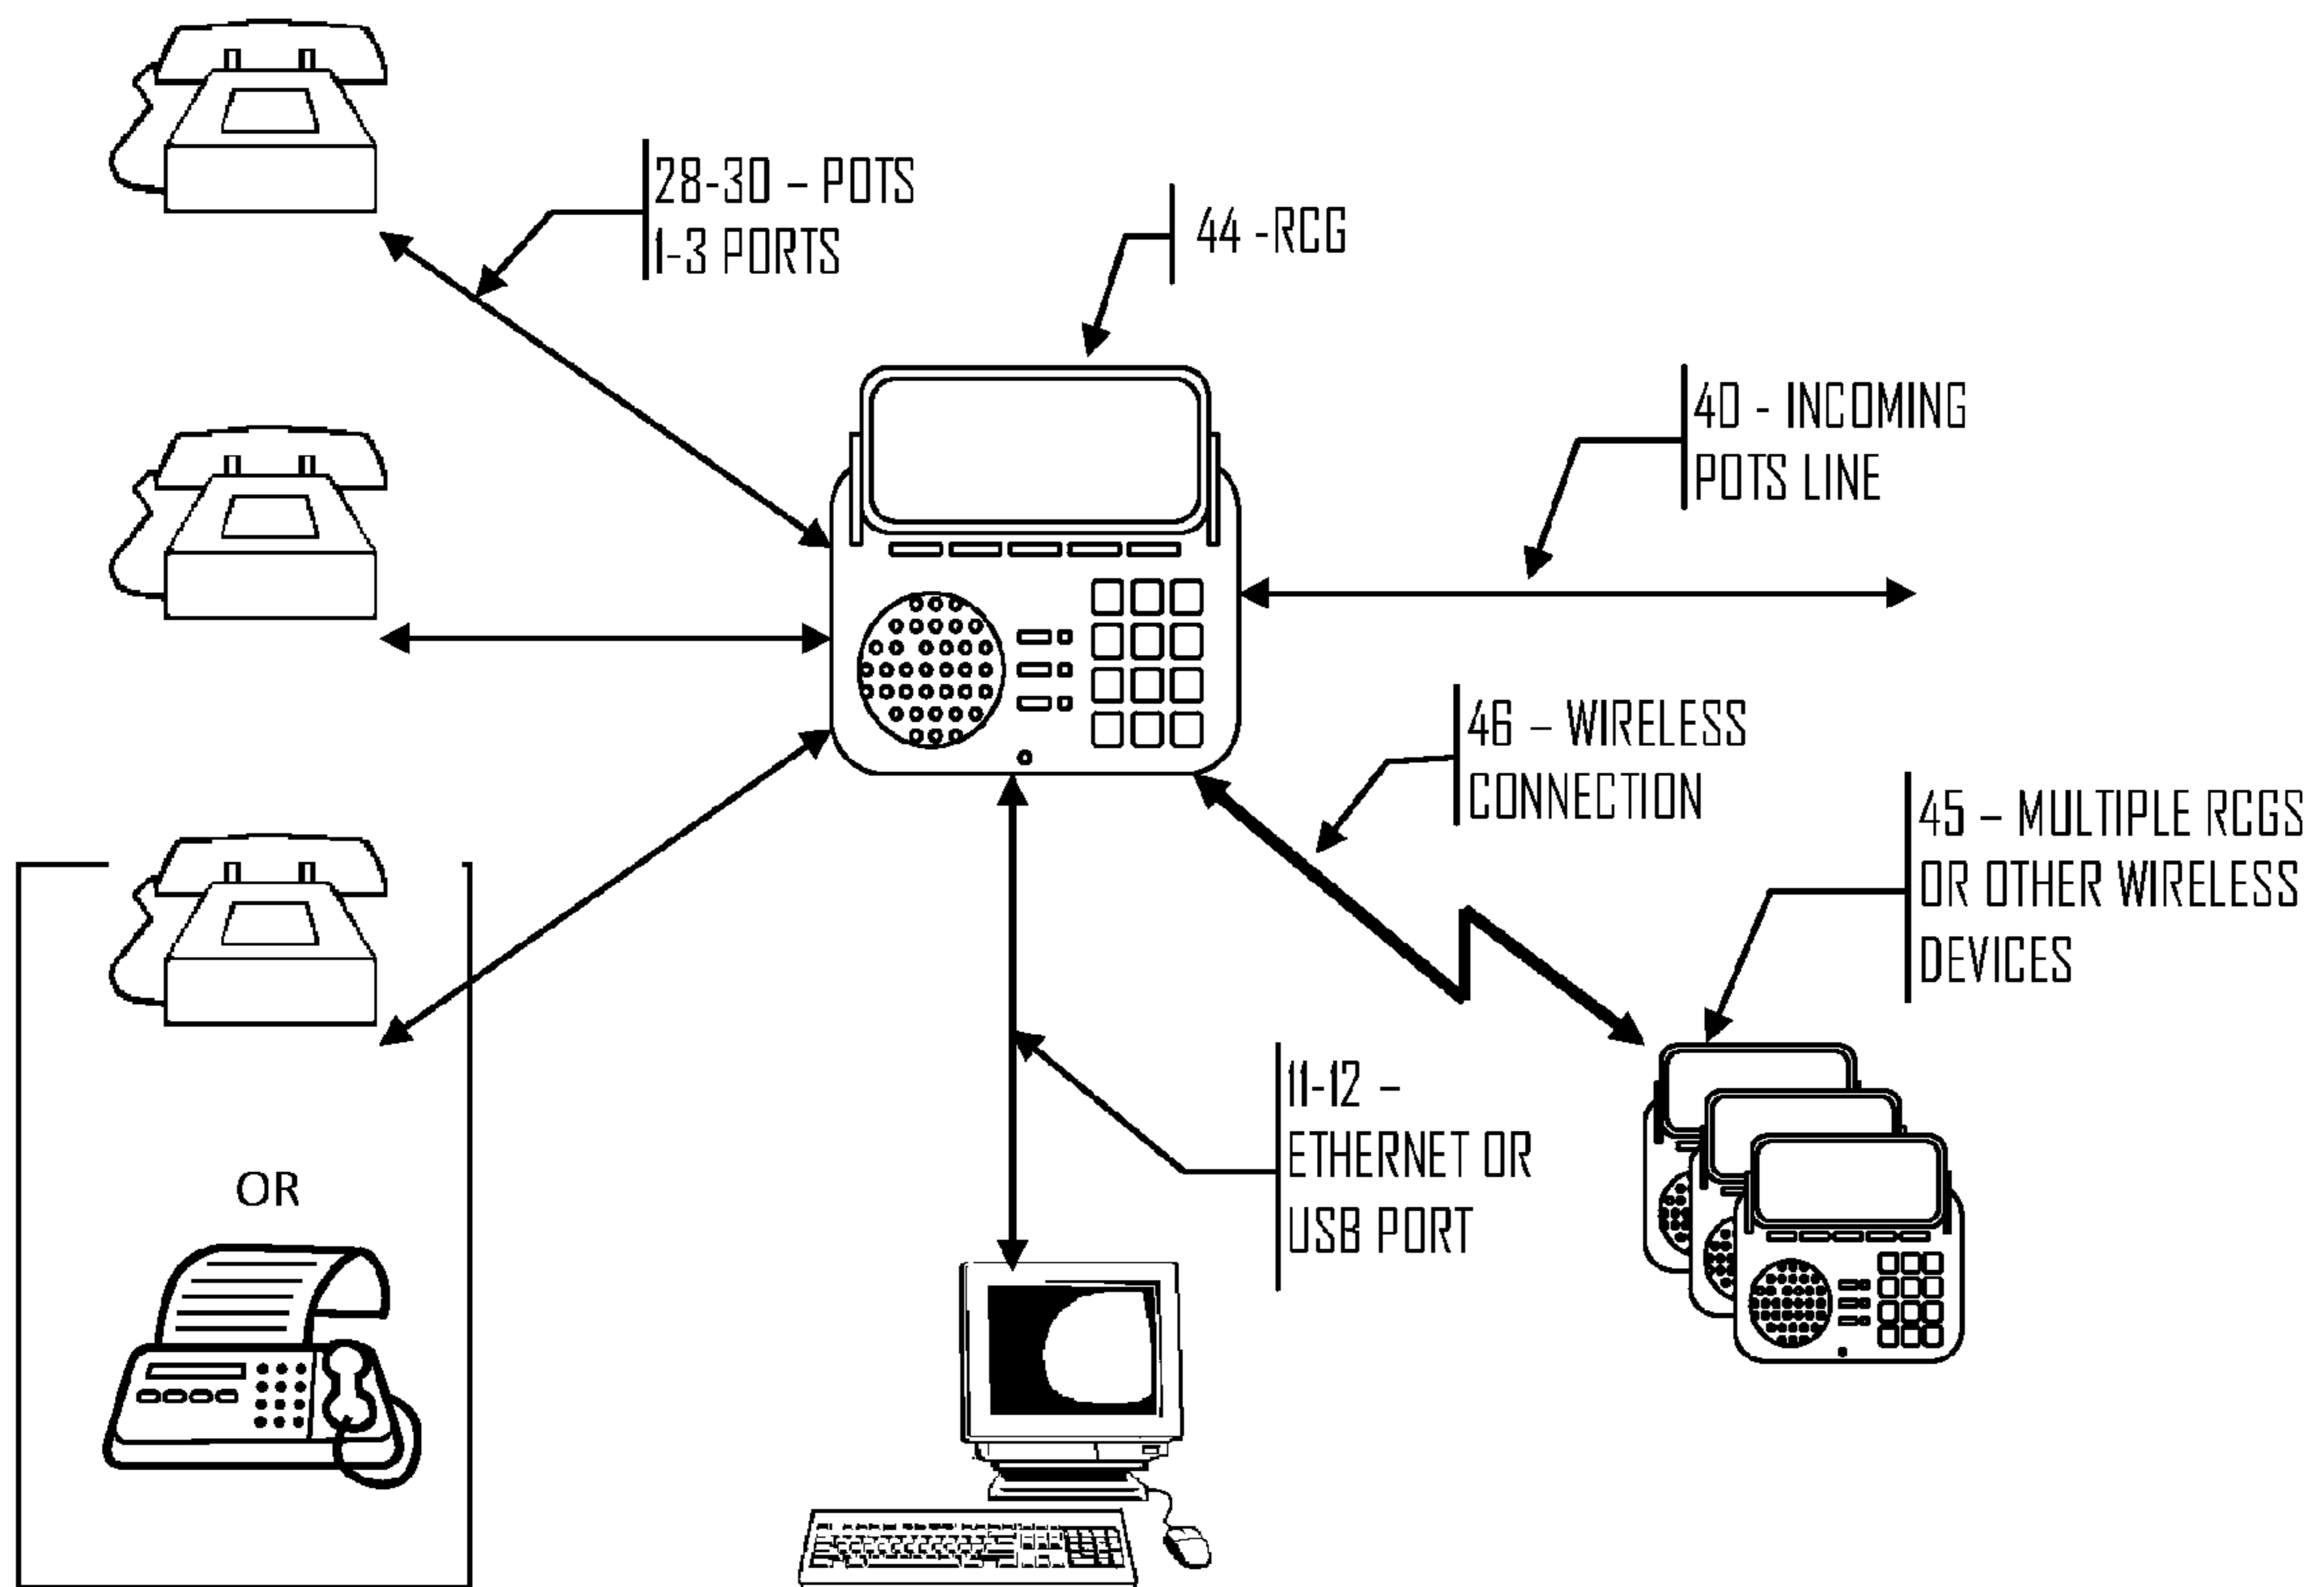 28-30 – POTS
1-3 PORTS
44 -RCG
40 - INCOMING
POTS LINE
46 – WIRELESS
CONNECTION
45 – MULTIPLE RCGS
OR OTHER WIRELESS
DEVICES
11-12 –
ETHERNET OR
USB PORT
OR